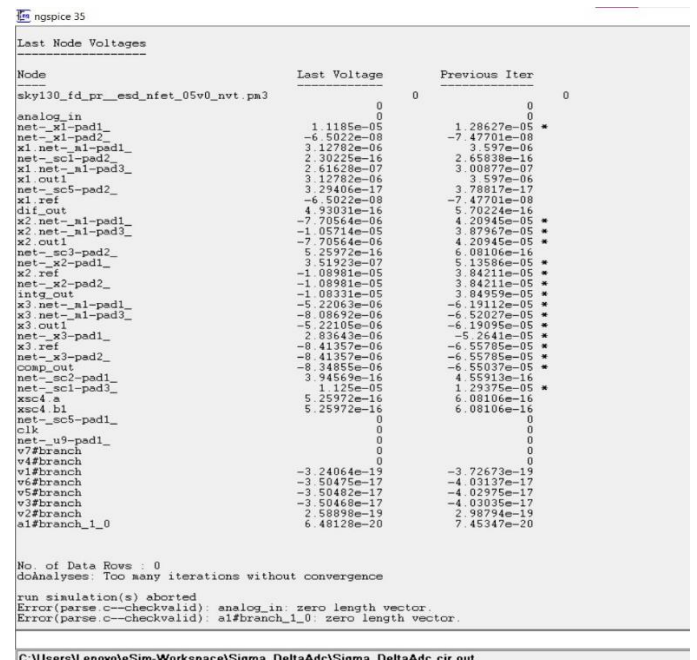 ngspice 35
Last Node Voltages
------------------
Node Last Voltage Previous Iter
---- ------------ -------------
sky130_fd_pr__esd_nfet_05v0_nvt.pm3 0 0
0 0
analog_in 0 0
net-_x1-pad1_ 1.1185e-05 1.28627e-05 *
net-_x1-pad2_ -6.5022e-08 -7.47701e-08
x1.net-_m1-pad1_ 3.12782e-06 3.597e-06
net-_sc1-pad2_ 2.30225e-16 2.65838e-16
x1.net-_m1-pad3_ 2.61628e-07 3.00877e-07
x1.out1 3.12782e-06 3.597e-06
net-_sc5-pad2_ 3.29406e-17 3.78817e-17
x1.ref -6.5022e-08 -7.47701e-08
dif_out 4.93031e-16 5.70224e-16
x2.net-_m1-pad1_ -7.70564e-06 4.20945e-05 *
x2.net-_m1-pad3_ -1.05714e-05 3.87967e-05 *
x2.out1 -7.70564e-06 4.20945e-05 *
net-_sc3-pad2_ 5.25972e-16 6.08106e-16
net-_x2-pad1_ 3.51923e-07 5.13586e-05 *
x2.ref -1.08981e-05 3.84211e-05 *
net-_x2-pad2_ -1.08981e-05 3.84211e-05 *
intg_out -1.08331e-05 3.84959e-05 *
x3.net-_m1-pad1_ -5.22063e-06 -6.19112e-05 *
x3.net-_m1-pad3_ -8.08692e-06 -6.52027e-05 *
x3.out1 -5.22105e-06 -6.19095e-05 *
net-_x3-pad1_ 2.83643e-06 -5.2641e-05 *
x3.ref -8.41357e-06 -6.55785e-05 *
net-_x3-pad2_ -8.41357e-06 -6.55785e-05 *
comp_out -8.34855e-06 -6.55037e-05 *
net-_sc2-pad1_ 3.94569e-16 4.55913e-16
net-_sc1-pad3_ 1.125e-05 1.29375e-05 *
xsc4.a 5.25972e-16 6.08106e-16
xsc4.b1 5.25972e-16 6.08106e-16
net-_sc5-pad1_ 0 0
clk 0 0
net-_u9-pad1_ 0 0
v7#branch 0 0
v4#branch 0 0
v1#branch -3.24064e-19 -3.72673e-19
v6#branch -3.50475e-17 -4.03137e-17
v5#branch -3.50482e-17 -4.02975e-17
v3#branch -3.50468e-17 -4.03035e-17
v2#branch 2.58898e-19 2.98794e-19
a1#branch_1_0 6.48128e-20 7.45347e-20
No. of Data Rows : 0
doAnalyses: Too many iterations without convergence
run simulation(s) aborted
Error(parse.c--checkvalid): analog_in: zero length vector.
Error(parse.c--checkvalid): a1#branch_1_0: zero length vector.
C:\Users\Lenovo\eSim-Workspace\Sigma_DeltaAdc\Sigma_DeltaAdc.cir.out